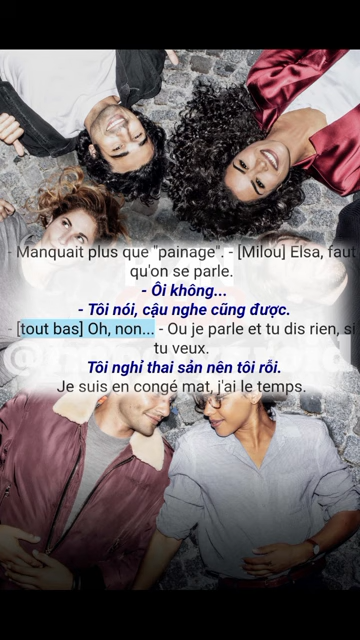 - Manquait plus que "painage". - [Milou] Elsa, faut
qu'on se parle.
- Ôi không...
- Tôi nói, cậu nghe cũng được.
- [tout bas] Oh, non... - Ou je parle et tu dis rien, si
tu veux.
Tôi nghỉ thai sản nên tôi rỗi.
Je suis en congé mat, j'ai le temps.